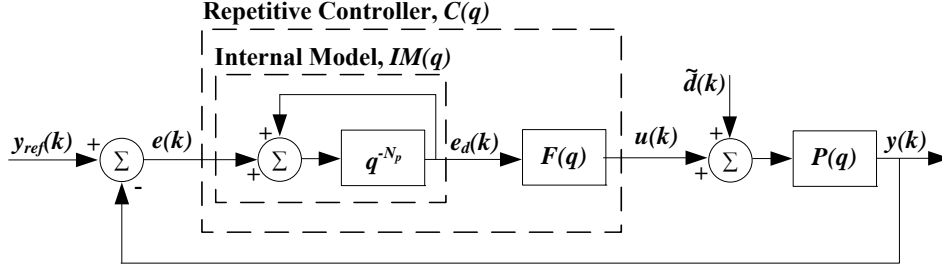 Repetitive Controller, C(q)
Internal Model, IM(q)
d̃(k)
y_ref(k) + Σ - e(k) + + Σ q^{-N_p} e_d(k) F(q) u(k) + + Σ P(q) y(k)